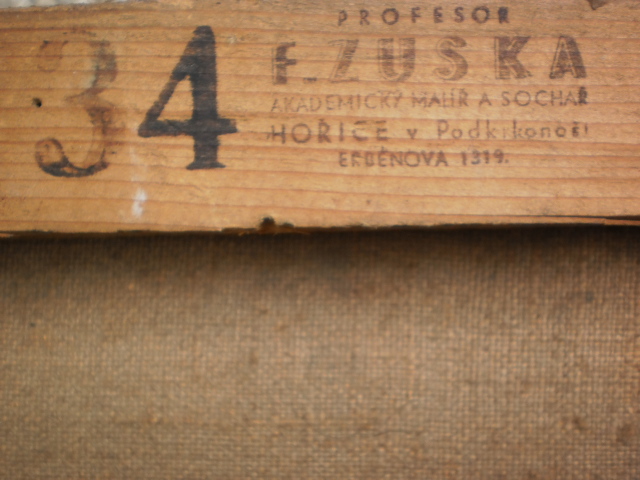 34
PROFESOR
F. ZUSKA
AKADEMICKÝ MALÍŘ A SOCHAŘ
HOŘICE v Podkrkonoší
ERBENOVA 1319.